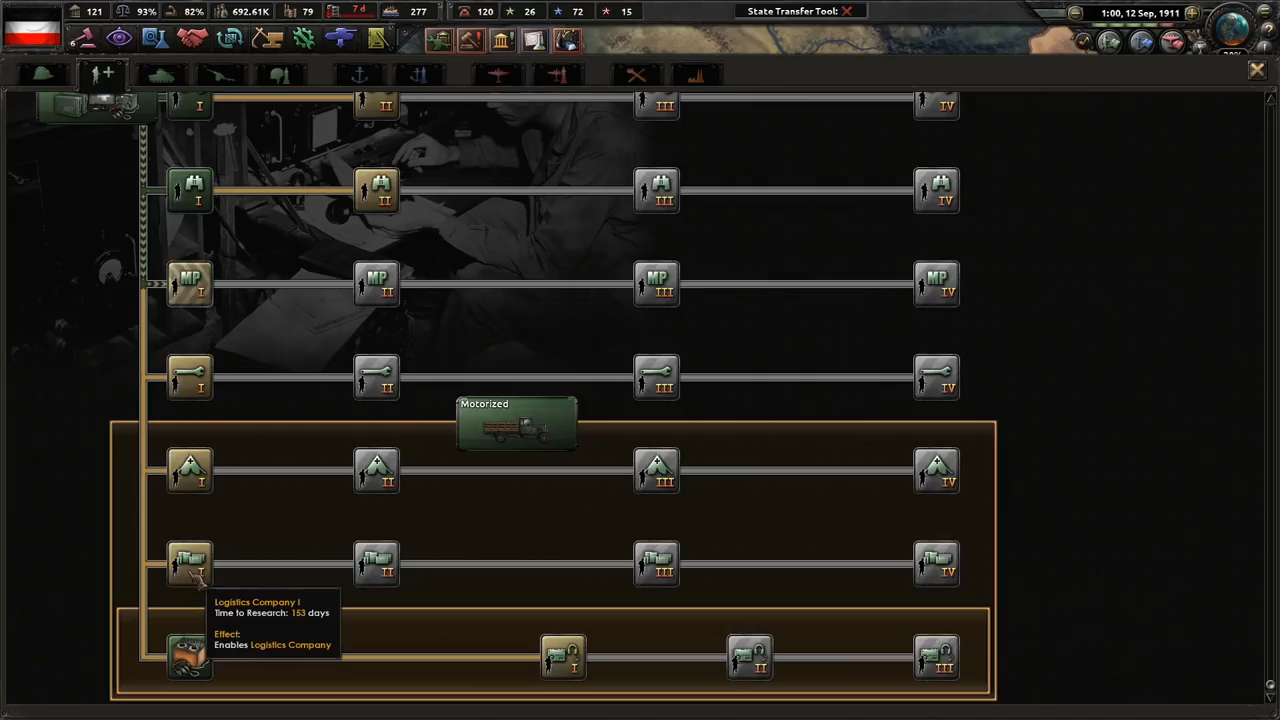 121 93% 82% 692.61K 79 7 d 277 120 26 72 15 State Transfer Tool: 1:00, 12 Sep, 1911
6
I II III IV
I II III IV
MP I MP II MP III MP IV
I II III IV
Motorized
I II III IV
I II III IV
Logistics Company I
Time to Research: 153 days
Effect:
Enables Logistics Company
I II III